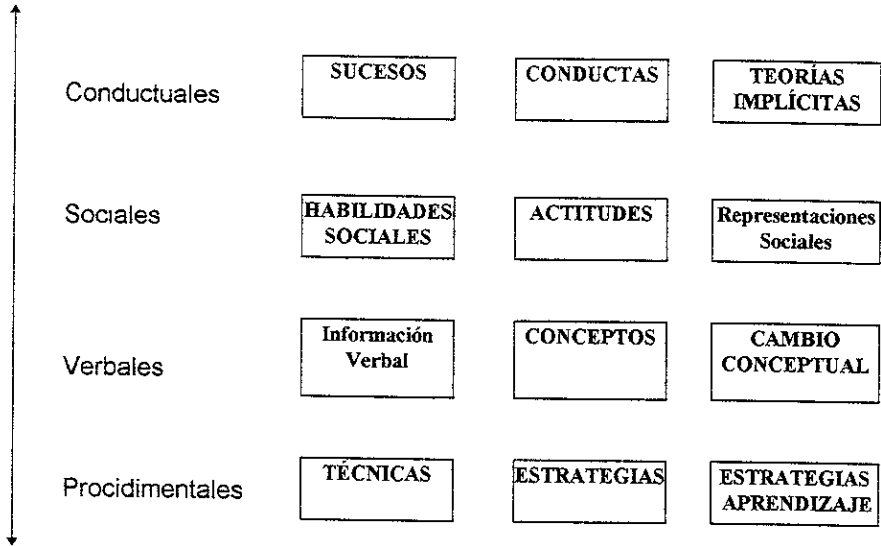 SUCESOS
CONDUCTAS
TEORÍAS
IMPLÍCITAS
Conductuales
HABILIDADES
SOCIALES
ACTITUDES
Representaciones
Sociales
Sociales
Información
Verbal
CONCEPTOS
CAMBIO
CONCEPTUAL
Verbales
TÉCNICAS
ESTRATEGIAS
ESTRATEGIAS
APRENDIZAJE
Procidimentales